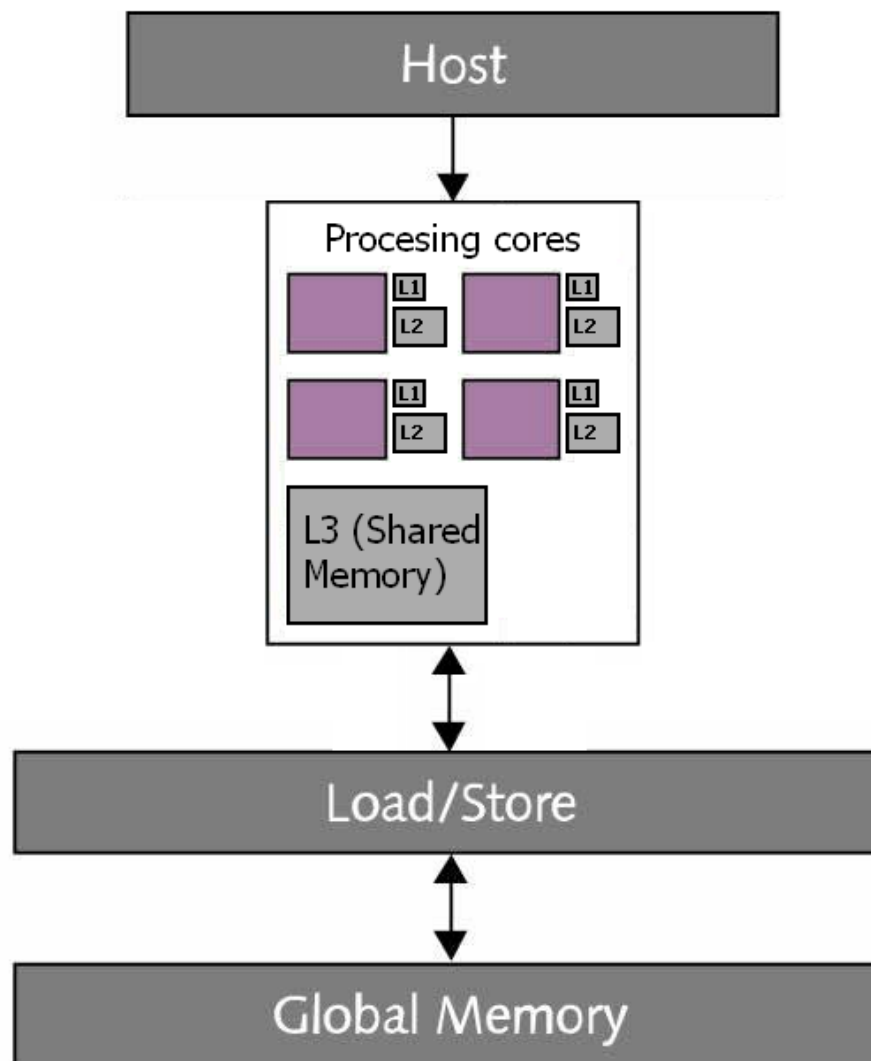 Host
Procesing cores
L1
L1
L2
L2
L1
L1
L2
L2
L3 (Shared
Memory)
Load/Store
Global Memory